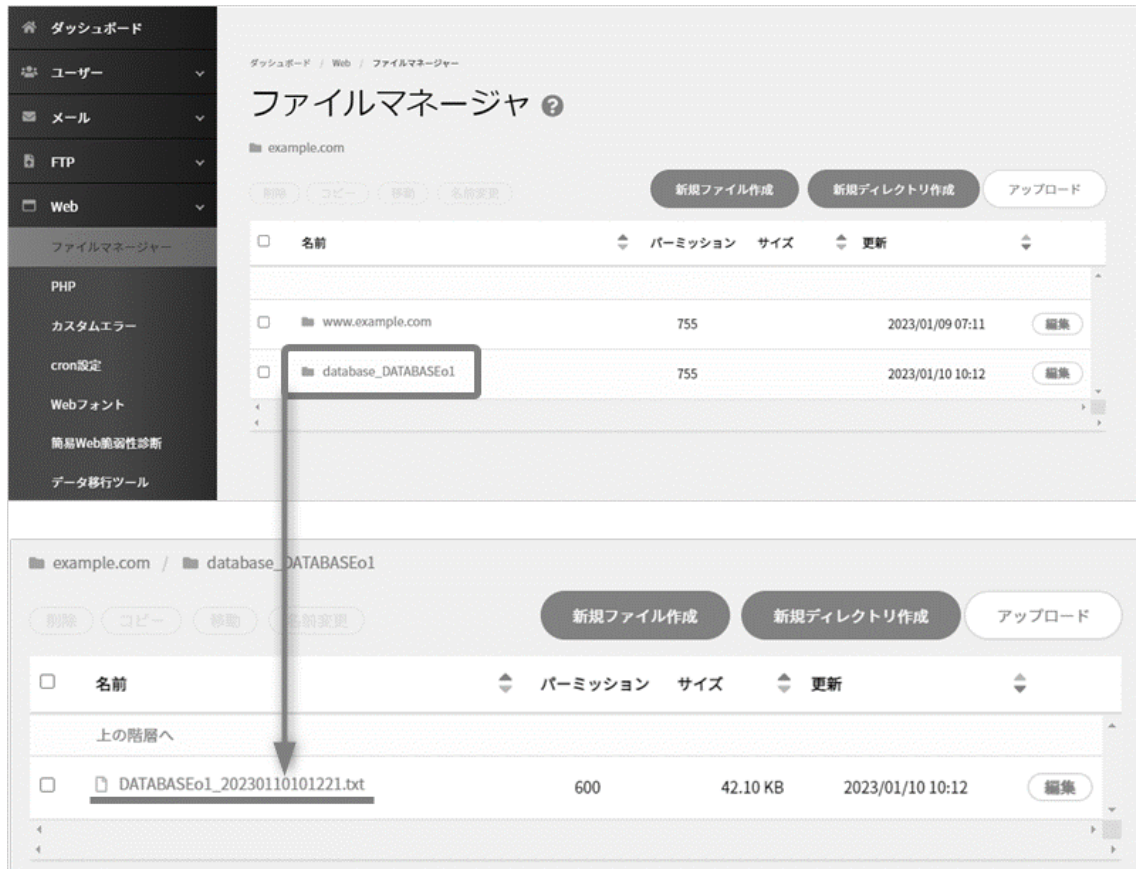 ダッシュボード
ユーザー
メール
FTP
Web
ファイルマネージャー
PHP
カスタムエラー
cron設定
Webフォント
簡易Web脆弱性診断
データ移行ツール
ダッシュボード / Web / ファイルマネージャー
ファイルマネージャ ?
example.com
削除 コピー 移動 名前変更 新規ファイル作成 新規ディレクトリ作成 アップロード
名前 パーミッション サイズ 更新
www.example.com 755 2023/01/09 07:11 編集
database_DATABASEo1 755 2023/01/10 10:12 編集
example.com / database_DATABASEo1
削除 コピー 移動 名前変更 新規ファイル作成 新規ディレクトリ作成 アップロード
名前 パーミッション サイズ 更新
上の階層へ
DATABASEo1_20230110101221.txt 600 42.10 KB 2023/01/10 10:12 編集